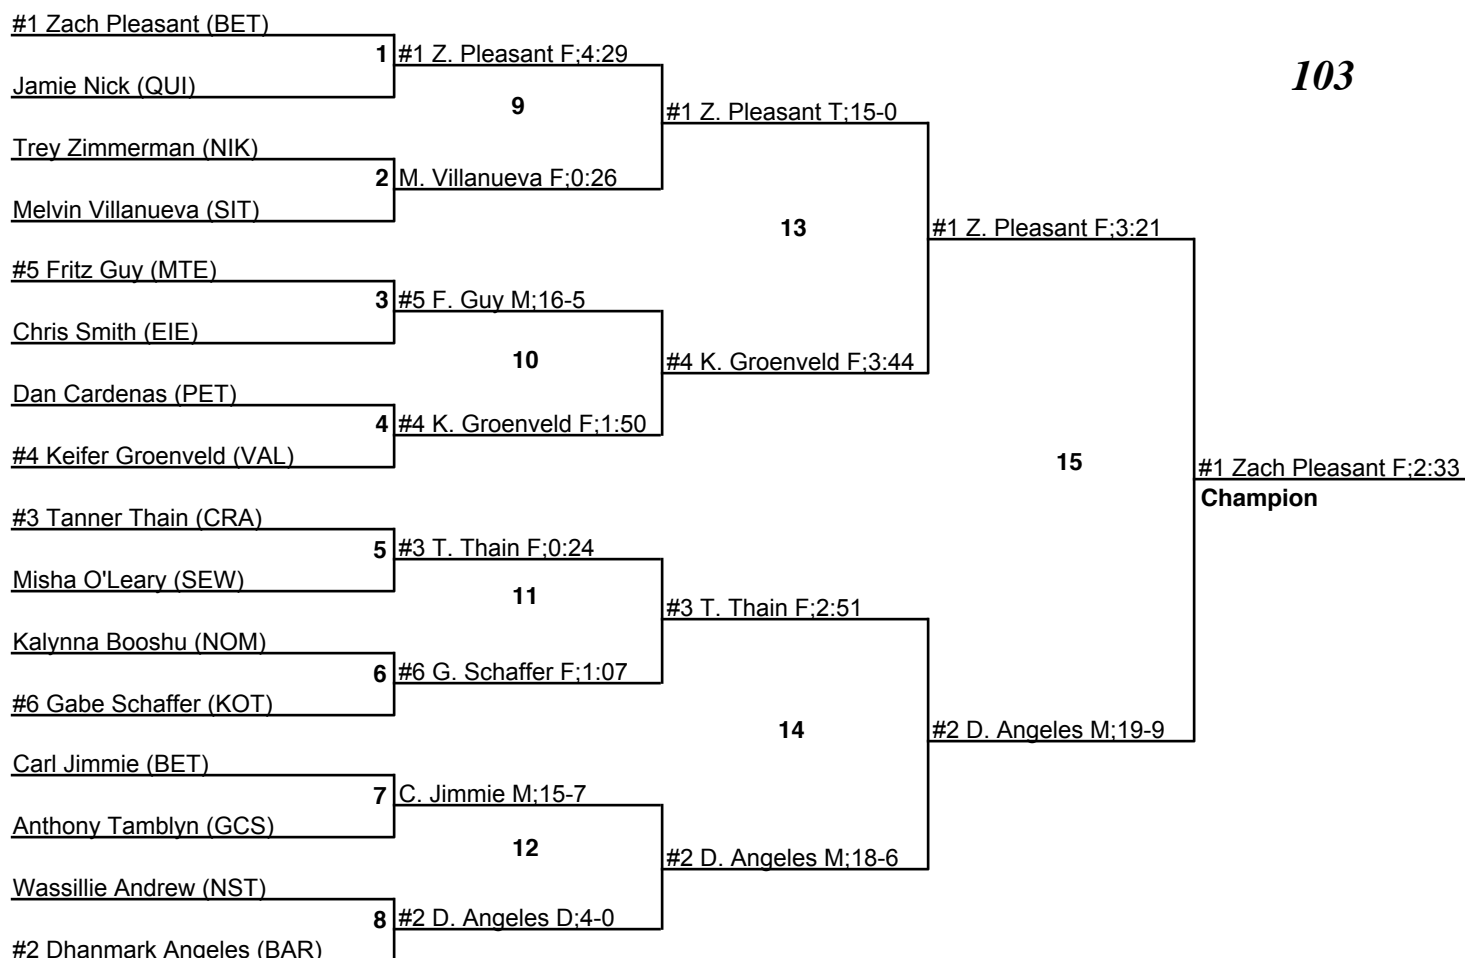 #1 Zach Pleasant (BET)
1 #1 Z. Pleasant F;4:29
103
Jamie Nick (QUI)
9
#1 Z. Pleasant T;15-0
Trey Zimmerman (NIK)
2 M. Villanueva F;0:26
Melvin Villanueva (SIT)
13
#1 Z. Pleasant F;3:21
#5 Fritz Guy (MTE)
3 #5 F. Guy M;16-5
Chris Smith (EIE)
10
#4 K. Groenveld F;3:44
Dan Cardenas (PET)
4 #4 K. Groenveld F;1:50
#4 Keifer Groenveld (VAL)
15
#1 Zach Pleasant F;2:33
Champion
#3 Tanner Thain (CRA)
5 #3 T. Thain F;0:24
Misha O'Leary (SEW)
11
#3 T. Thain F;2:51
Kalynna Booshu (NOM)
6 #6 G. Schaffer F;1:07
#6 Gabe Schaffer (KOT)
14
#2 D. Angeles M;19-9
Carl Jimmie (BET)
7 C. Jimmie M;15-7
Anthony Tamblyn (GCS)
12
#2 D. Angeles M;18-6
Wassillie Andrew (NST)
8 #2 D. Angeles D;4-0
#2 Dhanmark Angeles (BAR)